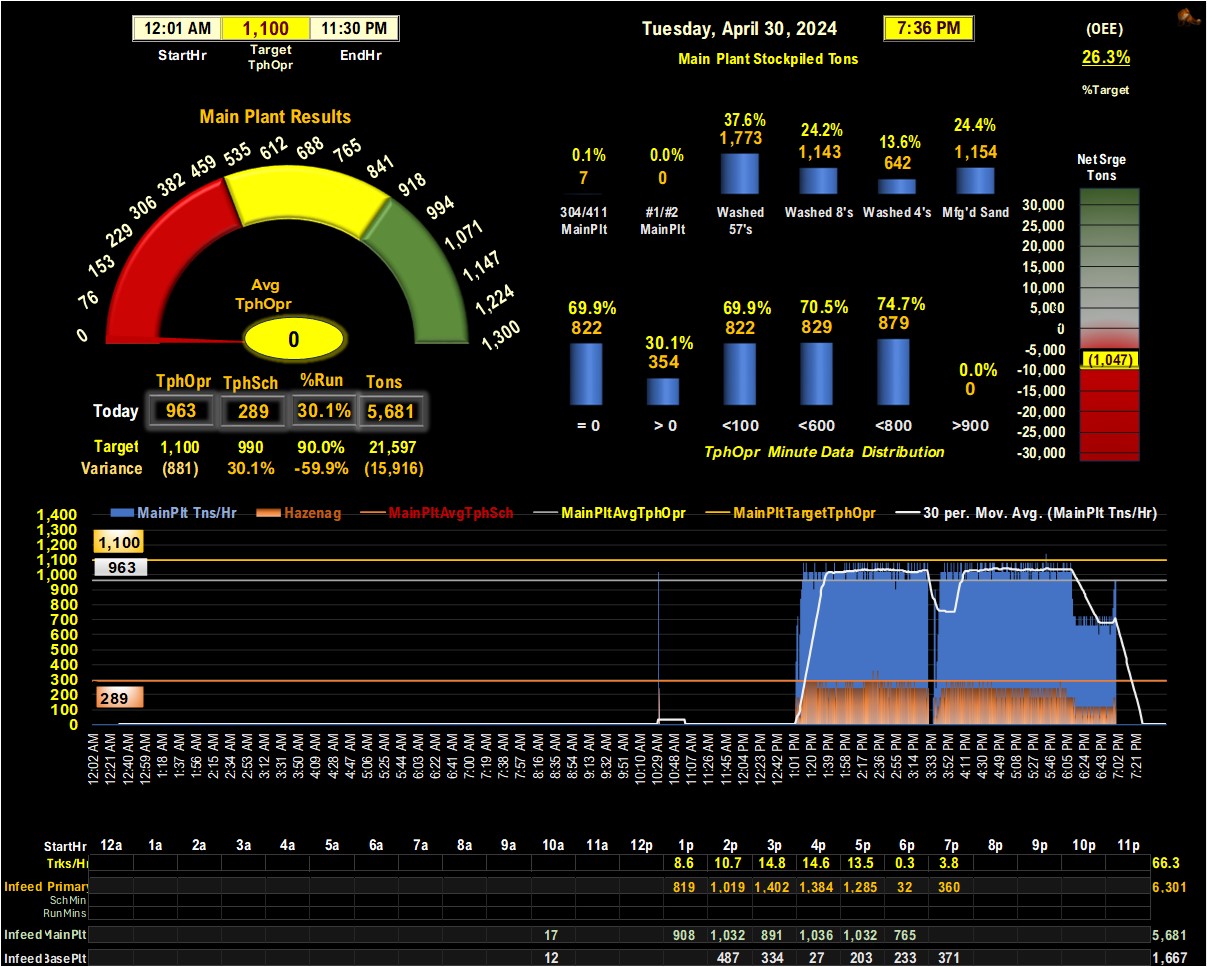 12:01 AM 1,100 11:30 PM
StartHr Target TphOpr EndHr
Tuesday, April 30, 2024 7:36 PM
Main Plant Stockpiled Tons
(OEE)
26.3%
%Target
Main Plant Results
0 76 153 229 306 382 459 535 612 688 765 841 918 994 1,071 1,147 1,224 1,300
Avg
TphOpr
0
TphOpr TphSch %Run Tons
Today 963 289 30.1% 5,681
Target 1,100 990 90.0% 21,597
Variance (881) 30.1% -59.9% (15,916)
0.1% 0.0% 37.6% 24.2% 13.6% 24.4%
7 0 1,773 1,143 642 1,154
304/411 MainPlt #1/#2 MainPlt Washed 57's Washed 8's Washed 4's Mfg'd Sand
69.9% 30.1% 69.9% 70.5% 74.7% 0.0%
822 354 822 829 879 0
= 0 > 0 <100 <600 <800 >900
TphOpr Minute Data Distribution
Net Srge
Tons
30,000
25,000
20,000
15,000
10,000
5,000
0
-5,000
(1,047)
-10,000
-15,000
-20,000
-25,000
-30,000
MainPlt Tns/Hr Hazenag MainPltAvgTphSch MainPltAvgTphOpr MainPltTargetTphOpr 30 per. Mov. Avg. (MainPlt Tns/Hr)
1,400
1,300
1,200
1,100
1,000
900
800
700
600
500
400
300
200
100
0
1,100
963
289
12:02 AM 12:21 AM 12:40 AM 12:59 AM 1:18 AM 1:37 AM 1:56 AM 2:15 AM 2:34 AM 2:53 AM 3:12 AM 3:31 AM 3:50 AM 4:09 AM 4:28 AM 4:47 AM 5:06 AM 5:25 AM 5:44 AM 6:03 AM 6:22 AM 6:41 AM 7:00 AM 7:19 AM 7:38 AM 7:57 AM 8:16 AM 8:35 AM 8:54 AM 9:13 AM 9:32 AM 9:51 AM 10:10 AM 10:29 AM 10:48 AM 11:07 AM 11:26 AM 11:45 AM 12:04 PM 12:23 PM 12:42 PM 1:01 PM 1:20 PM 1:39 PM 1:58 PM 2:17 PM 2:36 PM 2:55 PM 3:14 PM 3:33 PM 3:52 PM 4:11 PM 4:30 PM 4:49 PM 5:08 PM 5:27 PM 5:46 PM 6:05 PM 6:24 PM 6:43 PM 7:02 PM 7:21 PM
StartHr 12a 1a 2a 3a 4a 5a 6a 7a 8a 9a 10a 11a 12p 1p 2p 3p 4p 5p 6p 7p 8p 9p 10p 11p
Trks/Hr 8.6 10.7 14.8 14.6 13.5 0.3 3.8 66.3
Infeed Primary 819 1,019 1,402 1,384 1,285 32 360 6,301
SchMin
RunMins
Infeed MainPlt 17 908 1,032 891 1,036 1,032 765 5,681
Infeed BasePlt 12 487 334 27 203 233 371 1,667